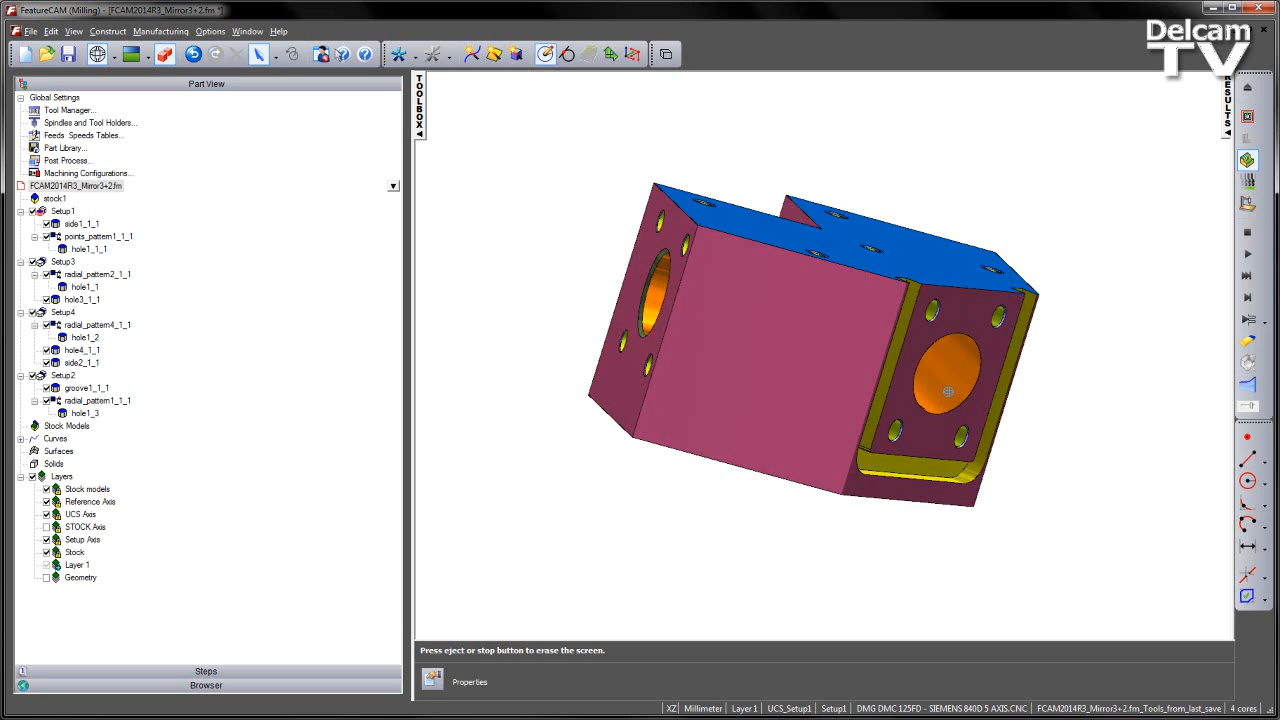 FeatureCAM (Milling) - [FCAM2014R3_Mirror3+2.fm *]
File Edit View Construct Manufacturing Options Window Help
Delcam
TV
Part View
TOOLBOX
RESULTS
Global Settings
Tool Manager...
Spindles and Tool Holders...
Feeds Speeds Tables...
Part Library...
Post Process...
Machining Configurations...
FCAM2014R3_Mirror3+2.fm
stock1
Setup1
side1_1_1
points_pattern1_1_1
hole1_1_1
Setup3
radial_pattern2_1_1
hole1_1
hole3_1_1
Setup4
radial_pattern4_1_1
hole1_2
hole4_1_1
side2_1_1
Setup2
groove1_1_1
radial_pattern1_1_1
hole1_3
Stock Models
Curves
Surfaces
Solids
Layers
Stock models
Reference Axis
UCS Axis
STOCK Axis
Setup Axis
Stock
Layer 1
Geometry
Press eject or stop button to erase the screen.
Steps
Properties
Browser
XZ Millimeter Layer 1 UCS_Setup1 Setup1 DMG DMC 125FD - SIEMENS 840D 5 AXIS.CNC FCAM2014R3_Mirror3+2.fm_Tools_from_last_save 4 cores